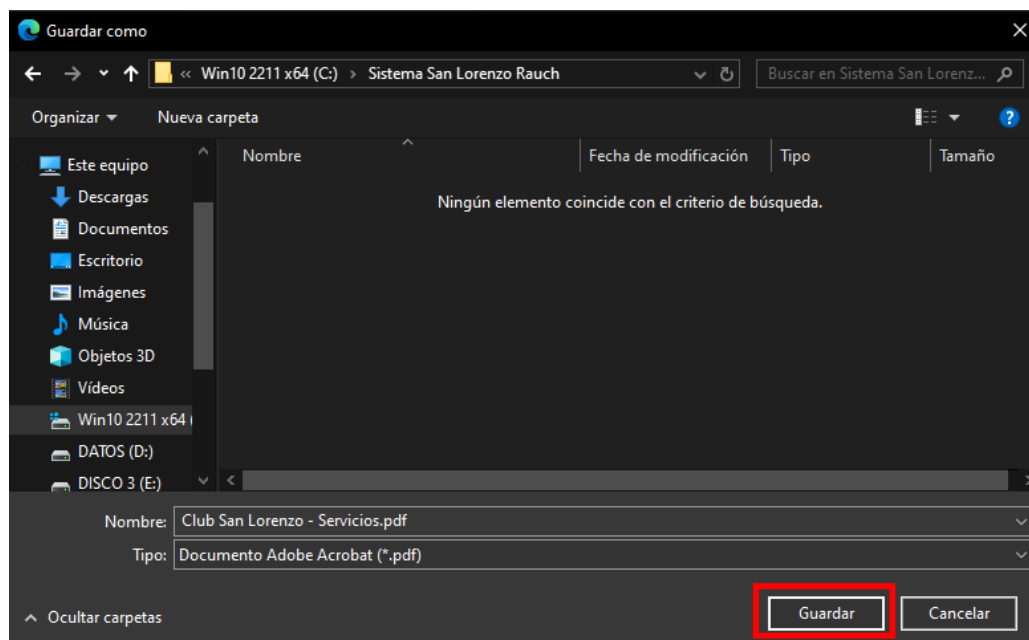 Guardar como
« Win10 2211 x64 (C:) › Sistema San Lorenzo Rauch
Buscar en Sistema San Lorenz...
Organizar
Nueva carpeta
Nombre
Fecha de modificación
Tipo
Tamaño
Este equipo
Descargas
Documentos
Escritorio
Imágenes
Música
Objetos 3D
Vídeos
Win10 2211 x64 (
DATOS (D:)
DISCO 3 (E:)
Ningún elemento coincide con el criterio de búsqueda.
Nombre: Club San Lorenzo - Servicios.pdf
Tipo: Documento Adobe Acrobat (*.pdf)
Ocultar carpetas
Guardar
Cancelar